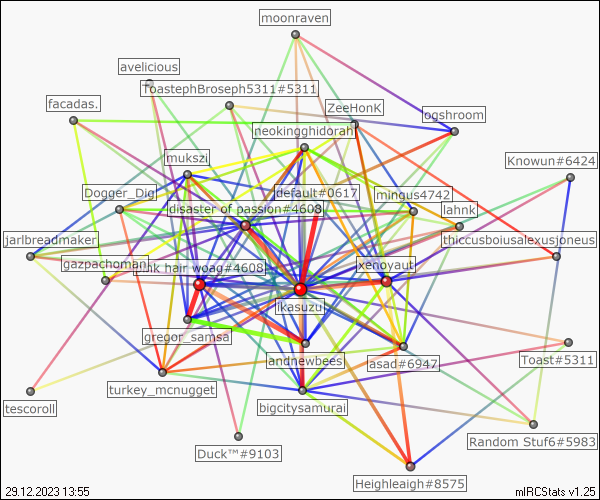 moonraven
avelicious
ToastephBroseph5311#5311
facadas.
ZeeHonK
ogshroom
neokingghidorah
mukszi
Knowun#6424
Dogger_Dig
default#0617
mingus4742
disaster of passion#4608
lahnk
jarlbreadmaker
thiccusboiusalexusjoneus
gazpachoman
hair woag#4608
xenovaut
ikasuzu
gregor_samsa
andnewbees
asad#6947
Toast#5311
turkey_mcnugget
tescoroll
bigcitysamurai
Random Stuf6#5983
Duck™#9103
Heighleaigh#8575
29.12.2023 13:55
mIRCStats v1.25